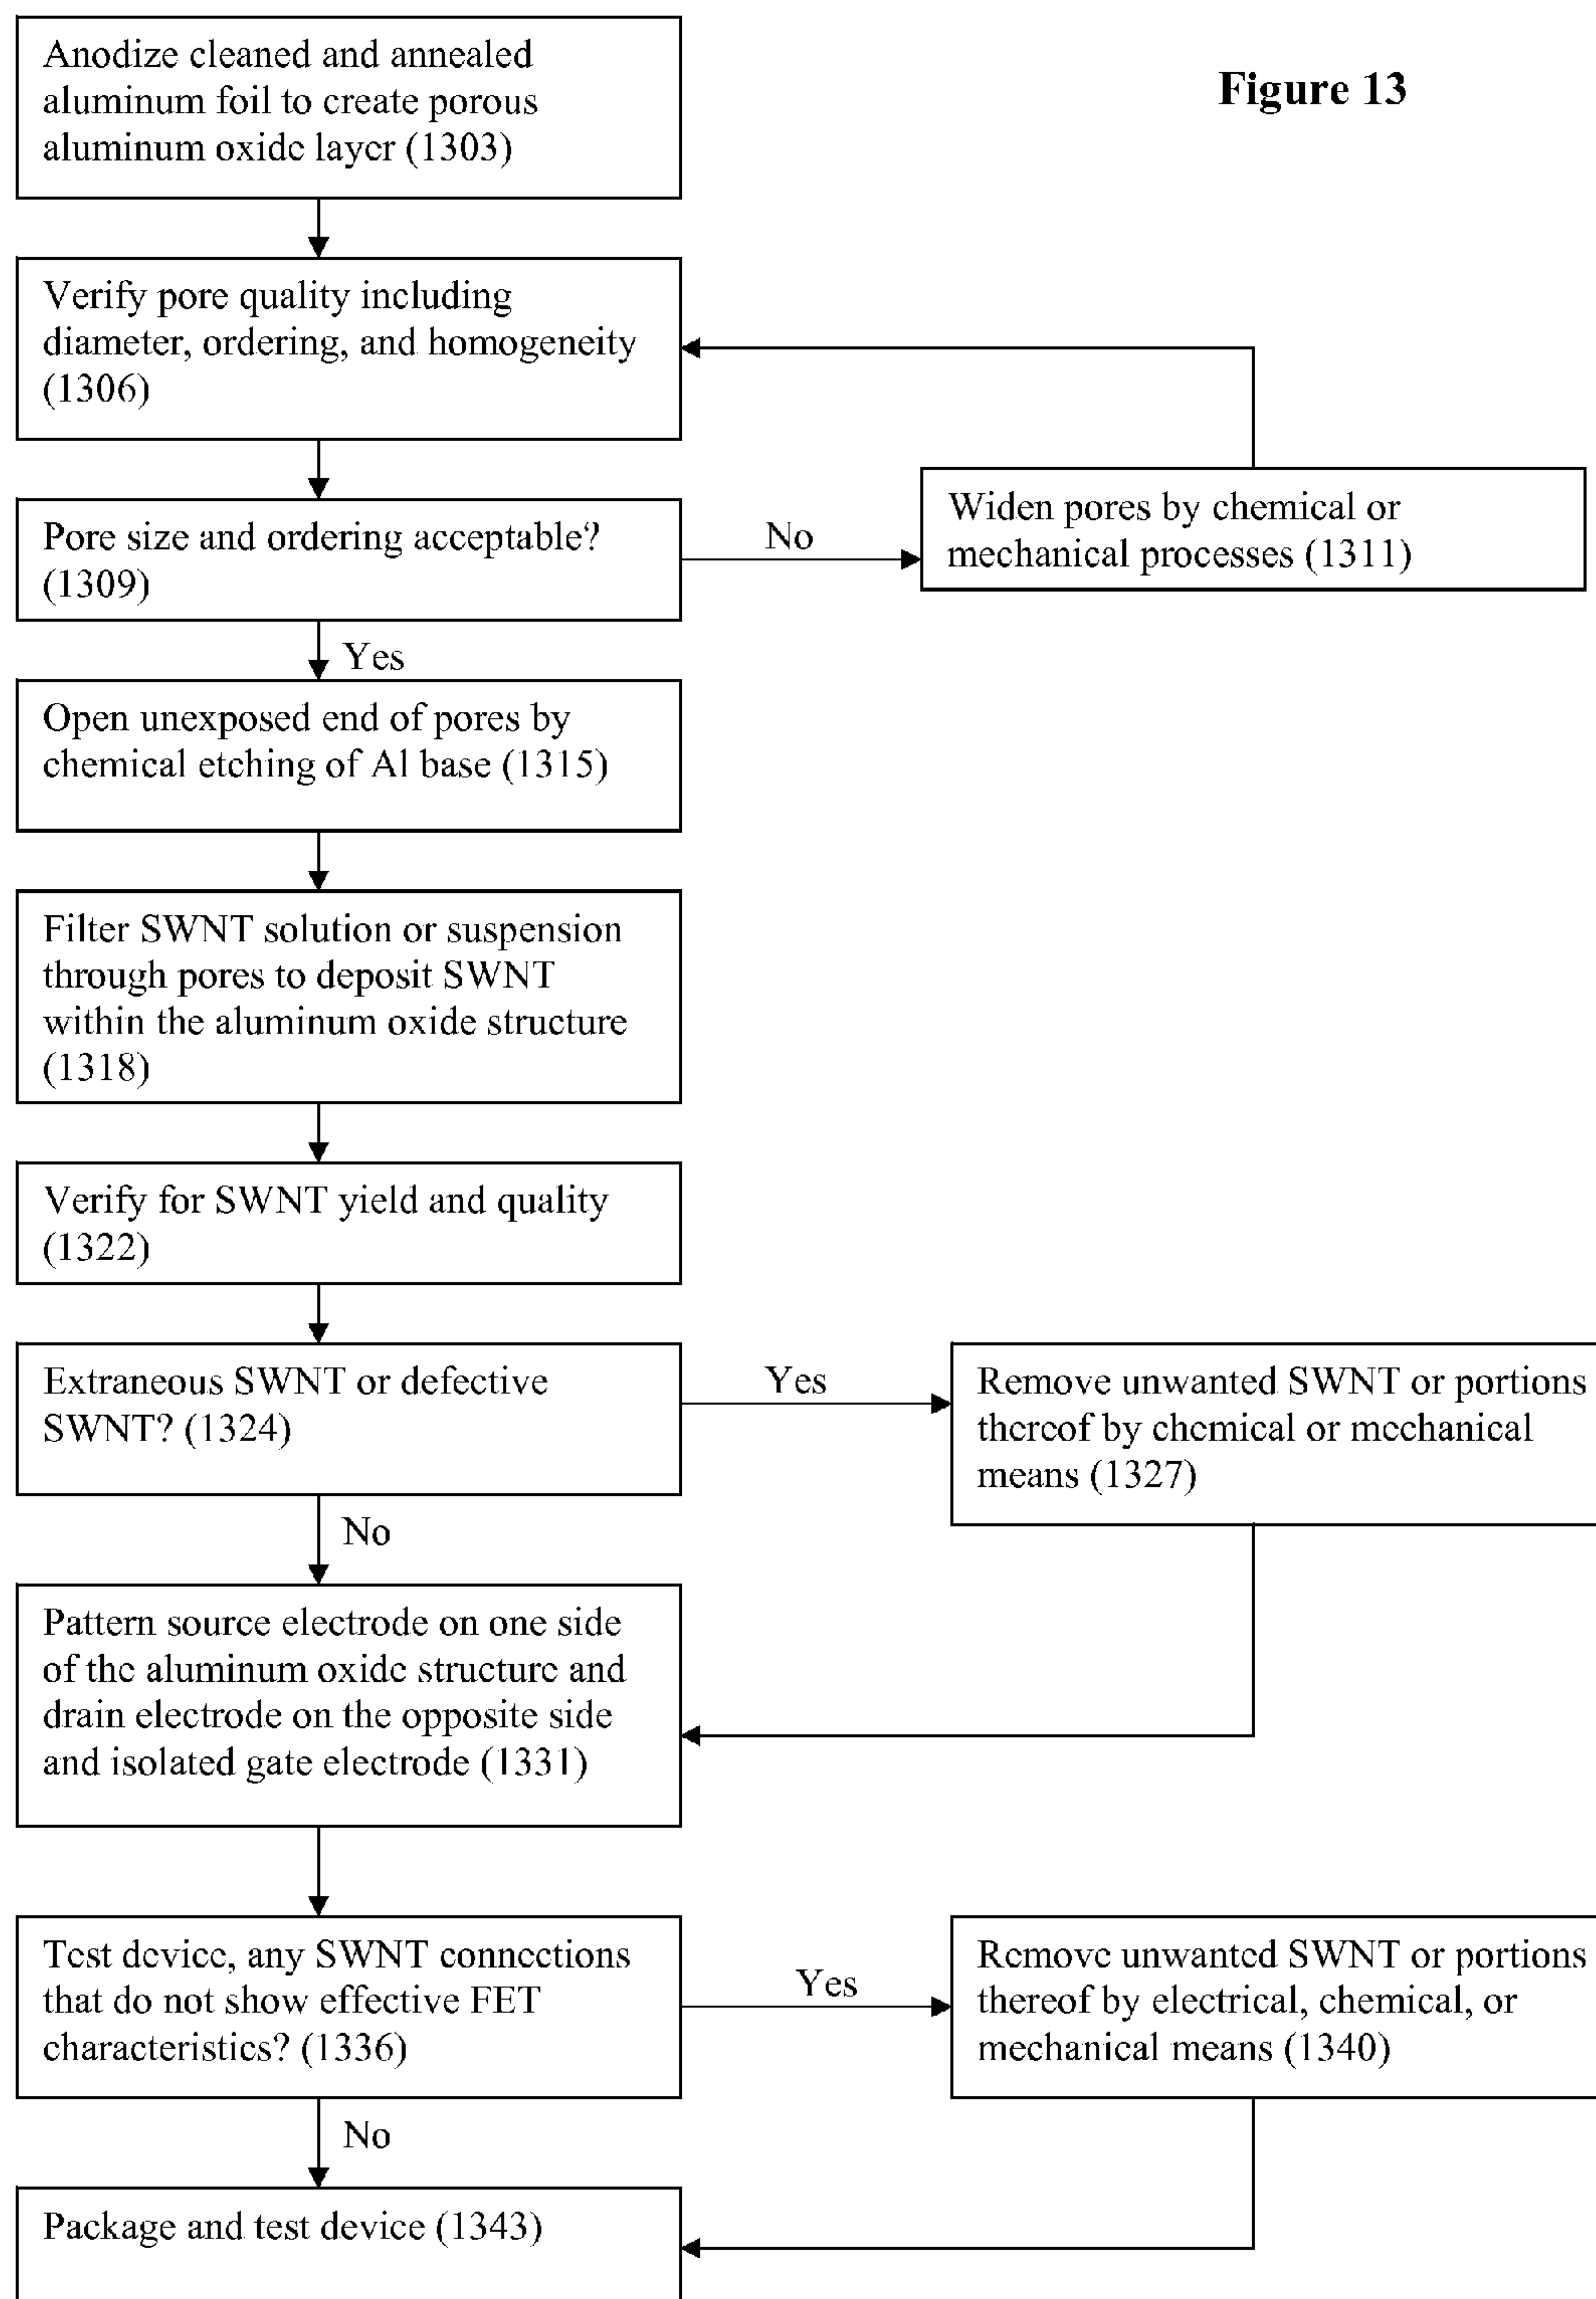 Figure 13
Anodize cleaned and annealed
aluminum foil to create porous
aluminum oxide layer (1303)
Verify pore quality including
diameter, ordering, and homogeneity
(1306)
Pore size and ordering acceptable?
(1309)
No
Widen pores by chemical or
mechanical processes (1311)
Yes
Open unexposed end of pores by
chemical etching of Al base (1315)
Filter SWNT solution or suspension
through pores to deposit SWNT
within the aluminum oxide structure
(1318)
Verify for SWNT yield and quality
(1322)
Extraneous SWNT or defective
SWNT? (1324)
Yes
Remove unwanted SWNT or portions
thereof by chemical or mechanical
means (1327)
No
Pattern source electrode on one side
of the aluminum oxide structure and
drain electrode on the opposite side
and isolated gate electrode (1331)
Test device, any SWNT connections
that do not show effective FET
characteristics? (1336)
Yes
Remove unwanted SWNT or portions
thereof by electrical, chemical, or
mechanical means (1340)
No
Package and test device (1343)